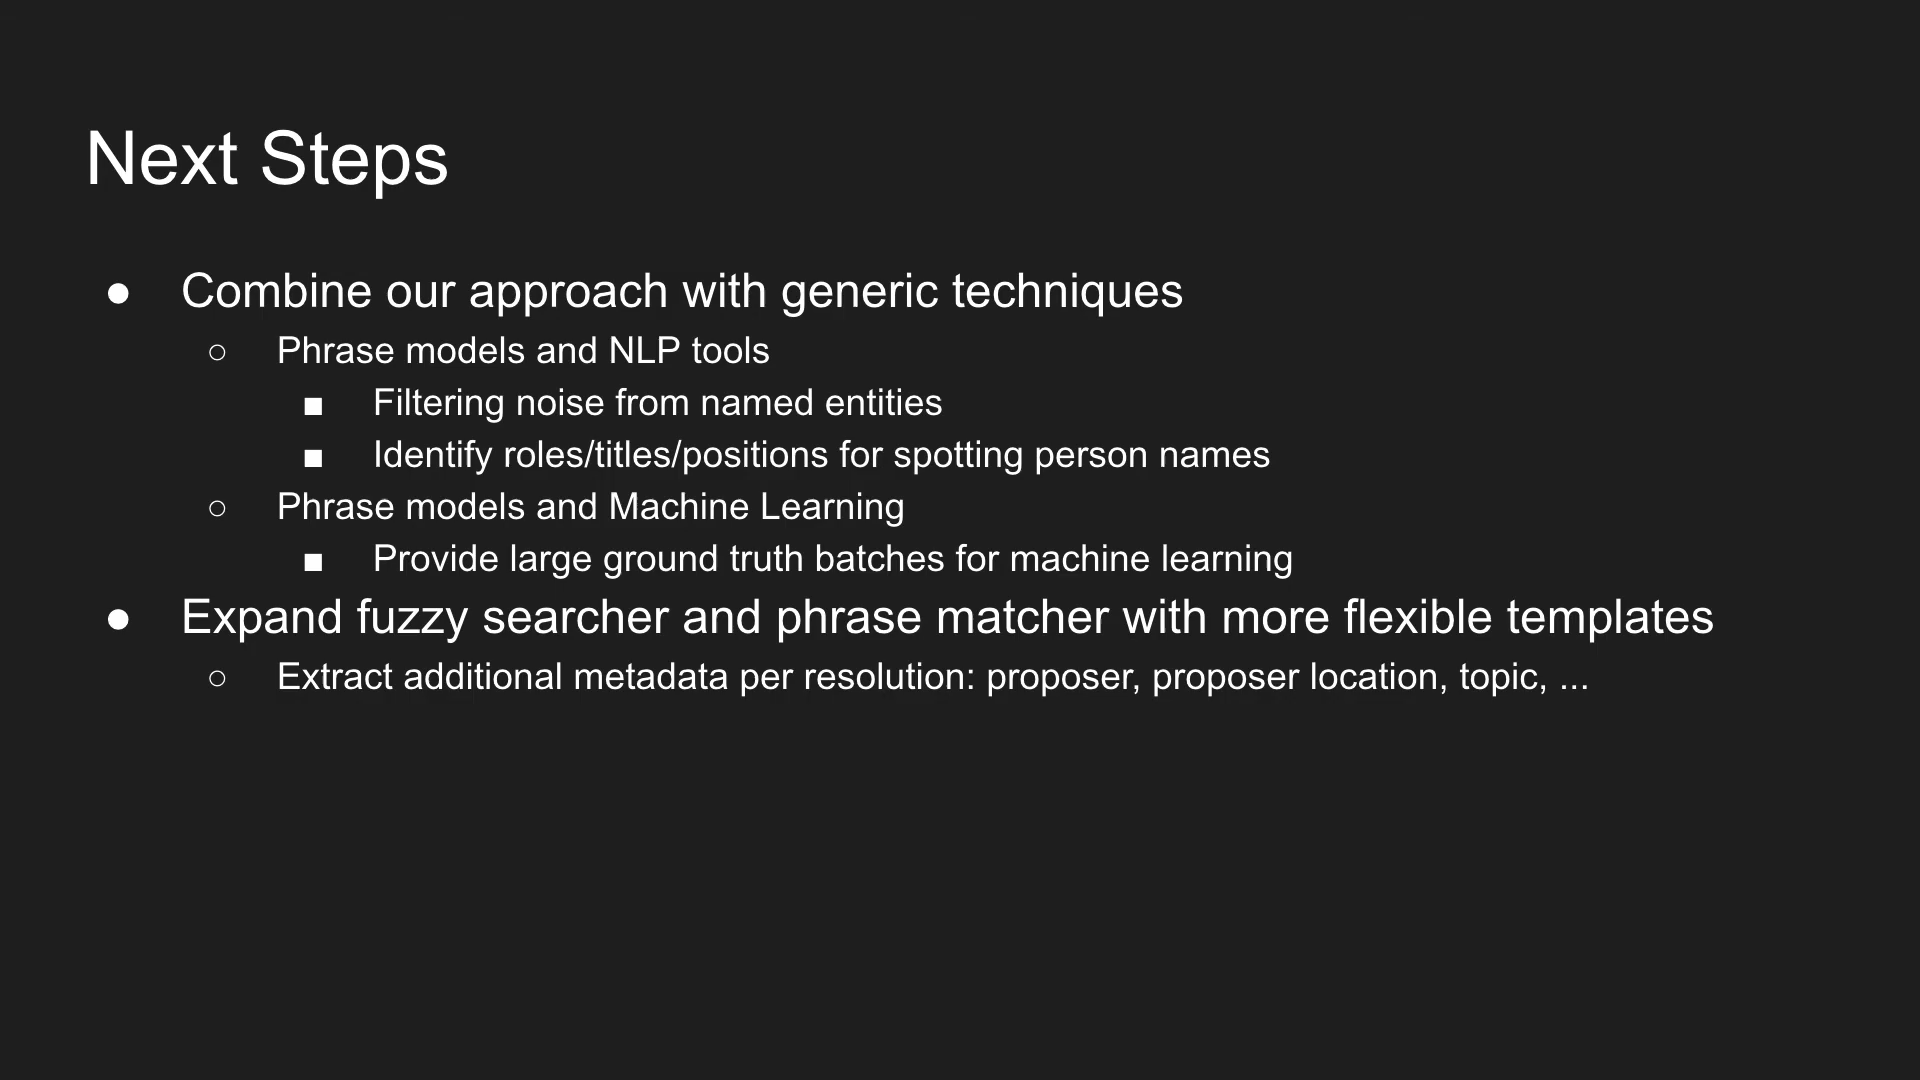 Next Steps
● Combine our approach with generic techniques
○ Phrase models and NLP tools
■ Filtering noise from named entities
■ Identify roles/titles/positions for spotting person names
○ Phrase models and Machine Learning
■ Provide large ground truth batches for machine learning
● Expand fuzzy searcher and phrase matcher with more flexible templates
○ Extract additional metadata per resolution: proposer, proposer location, topic, ...